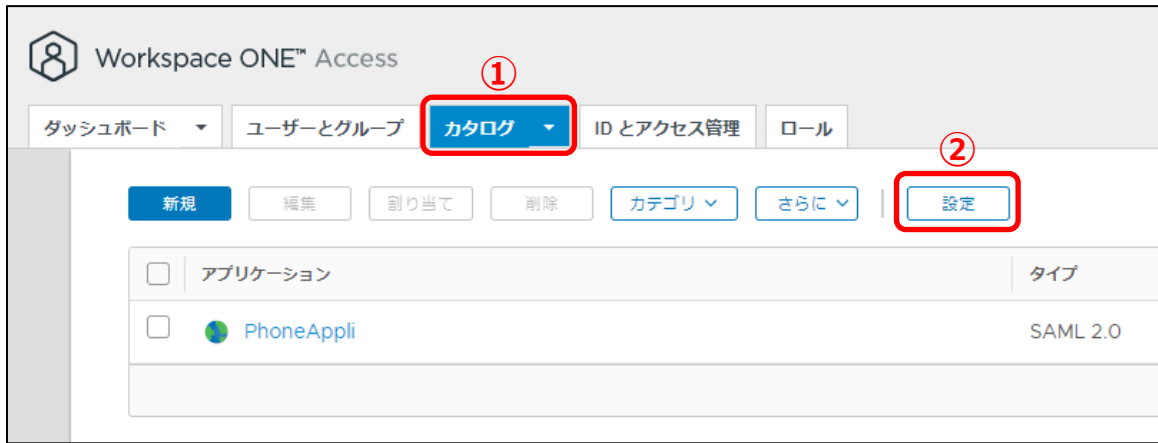 Workspace ONE™ Access
①
ダッシュボード ユーザーとグループ カタログ ID とアクセス管理 ロール
②
新規 編集 割り当て 削除 カテゴリ さらに 設定
アプリケーション タイプ
PhoneAppli SAML 2.0